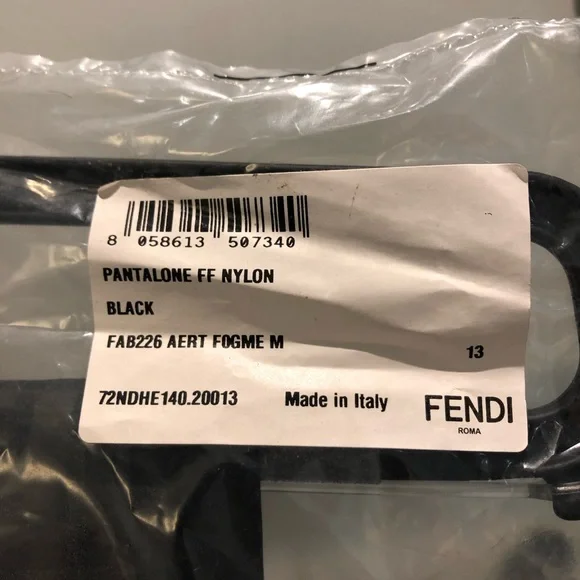 8 058613 507340
PANTALONE FF NYLON
BLACK
FAB226 AERT F0GME M
13
72NDHE140.20013 Made in Italy FENDI
ROMA